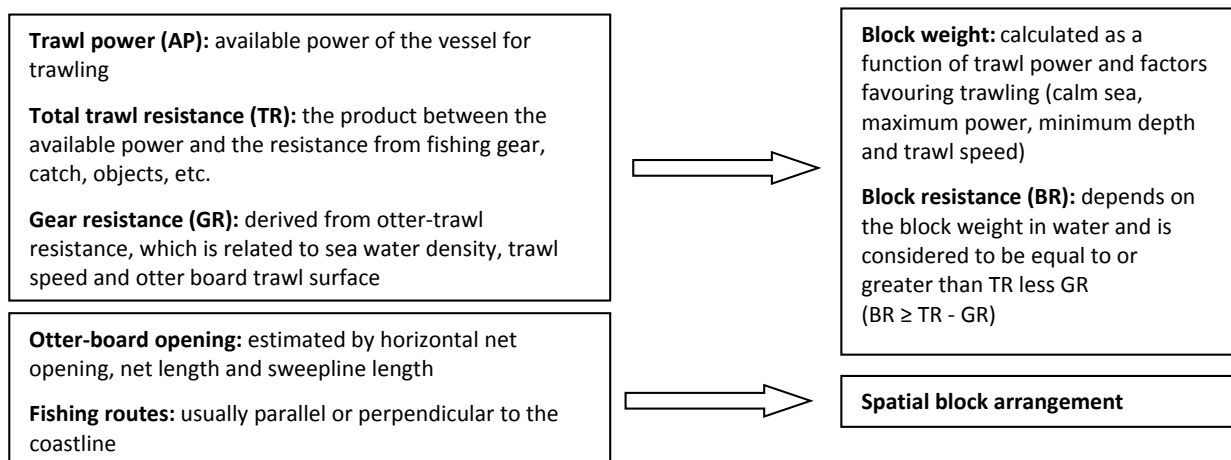 Trawl power (AP): available power of the vessel for
trawling
Total trawl resistance (TR): the product between the
available power and the resistance from fishing gear,
catch, objects, etc.
Gear resistance (GR): derived from otter-trawl
resistance, which is related to sea water density, trawl
speed and otter board trawl surface
Otter-board opening: estimated by horizontal net
opening, net length and sweepline length
Fishing routes: usually parallel or perpendicular to the
coastline
Block weight: calculated as a
function of trawl power and factors
favouring trawling (calm sea,
maximum power, minimum depth
and trawl speed)
Block resistance (BR): depends on
the block weight in water and is
considered to be equal to or
greater than TR less GR
(BR ≥ TR - GR)
Spatial block arrangement